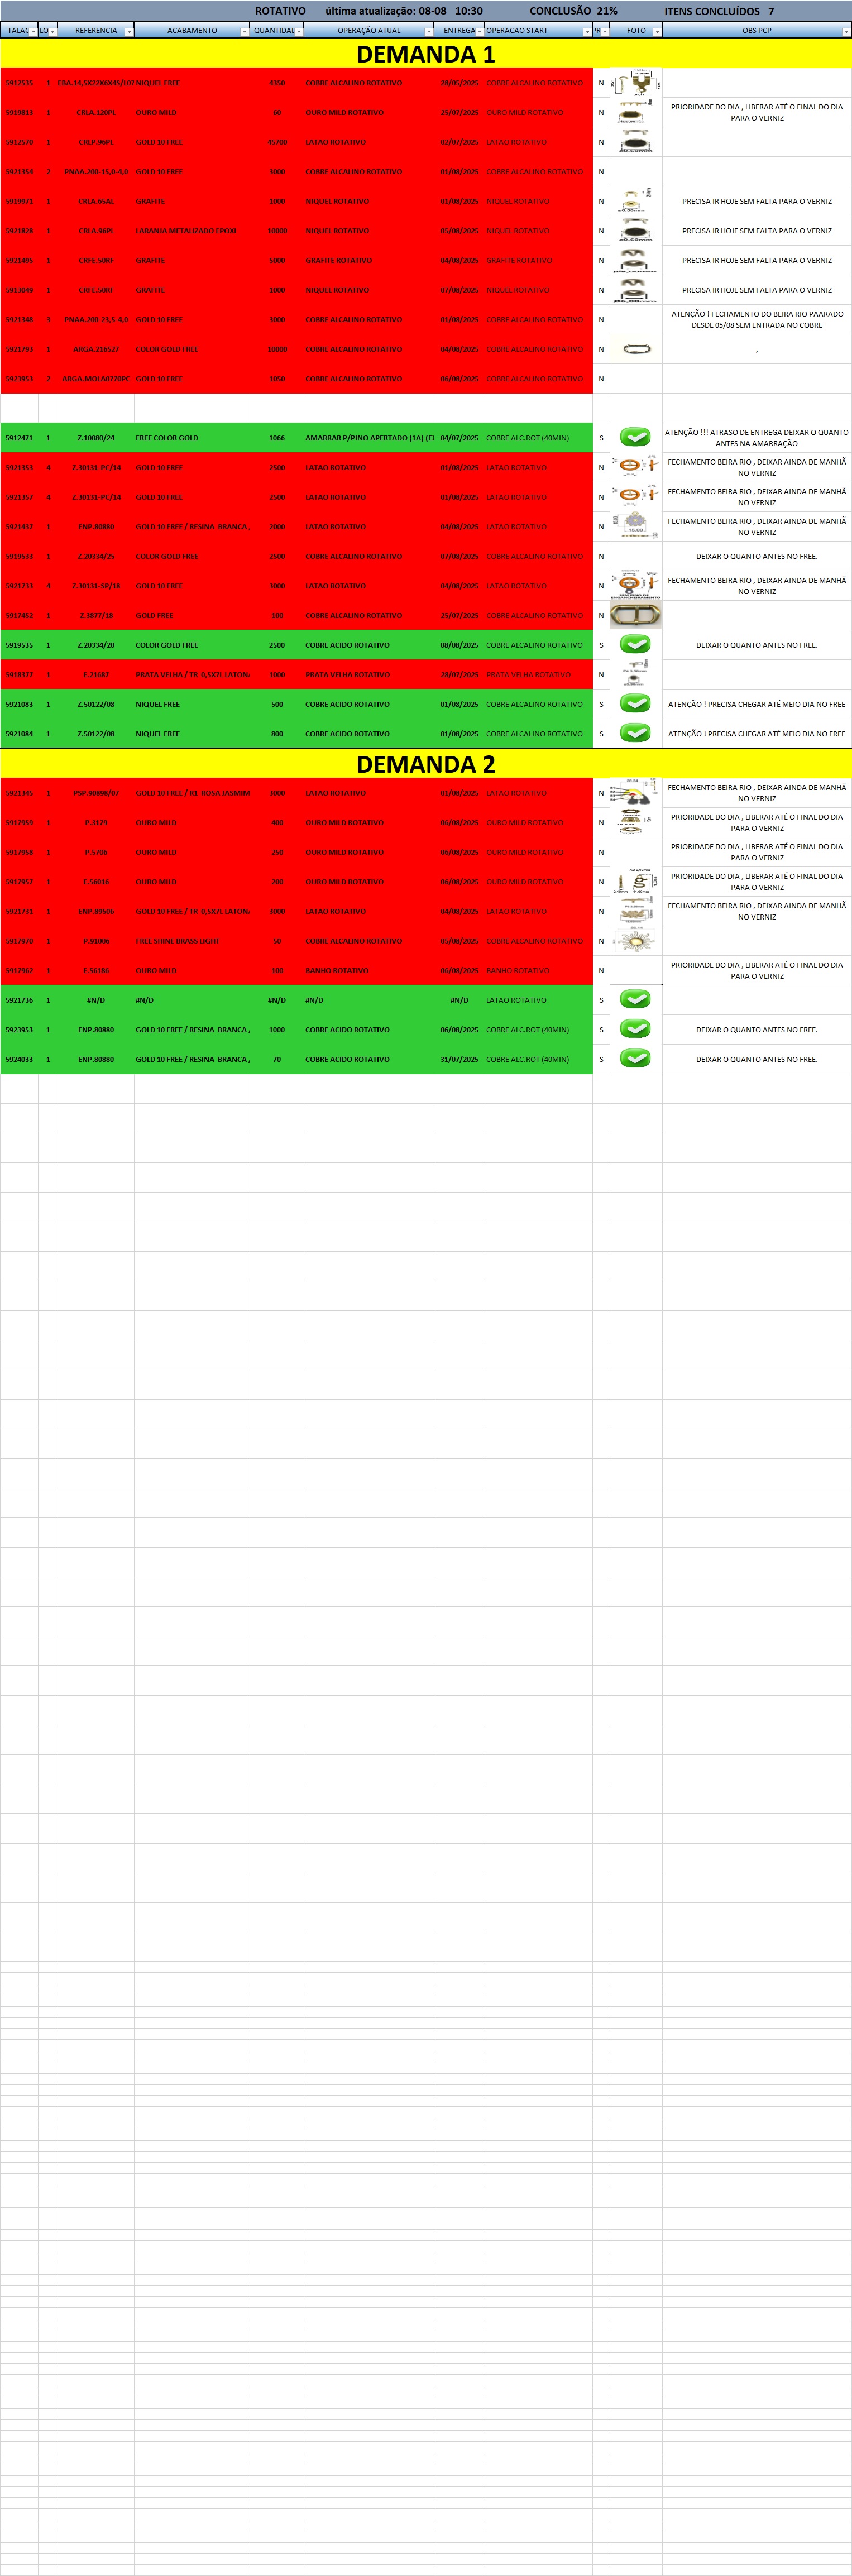 ROTATIVO última atualização: 08-08 10:30 CONCLUSÃO 21% ITENS CONCLUÍDOS 7
TALAC LO REFERENCIA ACABAMENTO QUANTIDAD OPERAÇÃO ATUAL ENTREGA OPERACAO START PR FOTO OBS PCP
DEMANDA 1
5912535 1 EBA.14,5X22X6X45/E07 NIQUEL FREE 4350 COBRE ALCALINO ROTATIVO 29/05/2025 COBRE ALCALINO ROTATIVO N
5919813 1 CRLA.120PL OURO MILD 60 OURO MILD ROTATIVO 25/07/2025 OURO MILD ROTATIVO N PRIORIDADE DO DIA , LIBERAR ATÉ O FINAL DO DIA
PARA O VERNIZ
5912570 1 CRLP.96PL GOLD 10 FREE 45700 LATAO ROTATIVO 02/07/2025 LATAO ROTATIVO N
5921354 2 PNAA.200-15,0-4,0 GOLD 10 FREE 3000 COBRE ALCALINO ROTATIVO 01/08/2025 COBRE ALCALINO ROTATIVO N
5919971 1 CRLA.65AL GRAFITE 1000 NIQUEL ROTATIVO 01/08/2025 NIQUEL ROTATIVO N PRECISA IR HOJE SEM FALTA PARA O VERNIZ
5921828 1 CRLA.96PL LARANJA METALIZADO EPOXI 10000 NIQUEL ROTATIVO 05/08/2025 NIQUEL ROTATIVO N PRECISA IR HOJE SEM FALTA PARA O VERNIZ
5921495 1 CRFE.50RF GRAFITE 5000 GRAFITE ROTATIVO 04/08/2025 GRAFITE ROTATIVO N PRECISA IR HOJE SEM FALTA PARA O VERNIZ
5913049 1 CRFE.50RF GRAFITE 1000 NIQUEL ROTATIVO 07/08/2025 NIQUEL ROTATIVO N PRECISA IR HOJE SEM FALTA PARA O VERNIZ
5921348 3 PNAA.200-23,5-4,0 GOLD 10 FREE 3000 COBRE ALCALINO ROTATIVO 01/08/2025 COBRE ALCALINO ROTATIVO N ATENÇÃO ! FECHAMENTO DO BEIRA RIO PAARADO
DESDE 05/08 SEM ENTRADA NO COBRE
5921793 1 ARGA.216527 COLOR GOLD FREE 10000 COBRE ALCALINO ROTATIVO 04/08/2025 COBRE ALCALINO ROTATIVO N ,
5923953 2 ARGA.MOLA0770PC GOLD 10 FREE 1050 COBRE ALCALINO ROTATIVO 06/08/2025 COBRE ALCALINO ROTATIVO N
5912471 1 Z.10080/24 FREE COLOR GOLD 1066 AMARRAR P/PINO APERTADO (1A) (E 04/07/2025 COBRE ALC.ROT (40MIN) S ATENÇÃO !!! ATRASO DE ENTREGA DEIXAR O QUANTO
ANTES NA AMARRAÇÃO
5921353 4 Z.30131-PC/14 GOLD 10 FREE 2500 LATAO ROTATIVO 01/08/2025 LATAO ROTATIVO N FECHAMENTO BEIRA RIO , DEIXAR AINDA DE MANHÃ
NO VERNIZ
5921357 4 Z.30131-PC/14 GOLD 10 FREE 2500 LATAO ROTATIVO 01/08/2025 LATAO ROTATIVO N FECHAMENTO BEIRA RIO , DEIXAR AINDA DE MANHÃ
NO VERNIZ
5921437 1 ENP.80880 GOLD 10 FREE / RESINA BRANCA , 2000 LATAO ROTATIVO 04/08/2025 LATAO ROTATIVO N FECHAMENTO BEIRA RIO , DEIXAR AINDA DE MANHÃ
NO VERNIZ
5919533 1 Z.20334/25 COLOR GOLD FREE 2500 COBRE ALCALINO ROTATIVO 07/08/2025 COBRE ALCALINO ROTATIVO N DEIXAR O QUANTO ANTES NO FREE.
5921733 4 Z.30131-SP/18 GOLD 10 FREE 3000 LATAO ROTATIVO 04/08/2025 LATAO ROTATIVO N FECHAMENTO BEIRA RIO , DEIXAR AINDA DE MANHÃ
NO VERNIZ
5917452 1 Z.3877/18 GOLD FREE 100 COBRE ALCALINO ROTATIVO 25/07/2025 COBRE ALCALINO ROTATIVO N
5919535 1 Z.20334/20 COLOR GOLD FREE 2500 COBRE ACIDO ROTATIVO 08/08/2025 COBRE ALCALINO ROTATIVO S DEIXAR O QUANTO ANTES NO FREE.
5918377 1 E.21687 PRATA VELHA / TR 0,5X7L LATON 1000 PRATA VELHA ROTATIVO 29/07/2025 PRATA VELHA ROTATIVO N
5921083 1 Z.50122/08 NIQUEL FREE 500 COBRE ACIDO ROTATIVO 01/08/2025 COBRE ALCALINO ROTATIVO S ATENÇÃO ! PRECISA CHEGAR ATÉ MEIO DIA NO FREE
5921084 1 Z.50122/08 NIQUEL FREE 800 COBRE ACIDO ROTATIVO 01/08/2025 COBRE ALCALINO ROTATIVO S ATENÇÃO ! PRECISA CHEGAR ATÉ MEIO DIA NO FREE
DEMANDA 2
5921345 1 PSP.90898/07 GOLD 10 FREE / R1 ROSA JASMIM 3000 LATAO ROTATIVO 01/08/2025 LATAO ROTATIVO N FECHAMENTO BEIRA RIO , DEIXAR AINDA DE MANHÃ
NO VERNIZ
5917959 1 P.3179 OURO MILD 400 OURO MILD ROTATIVO 06/08/2025 OURO MILD ROTATIVO N PRIORIDADE DO DIA , LIBERAR ATÉ O FINAL DO DIA
PARA O VERNIZ
5917958 1 P.5706 OURO MILD 250 OURO MILD ROTATIVO 06/08/2025 OURO MILD ROTATIVO N PRIORIDADE DO DIA , LIBERAR ATÉ O FINAL DO DIA
PARA O VERNIZ
5917957 1 E.56016 OURO MILD 200 OURO MILD ROTATIVO 06/08/2025 OURO MILD ROTATIVO N PRIORIDADE DO DIA , LIBERAR ATÉ O FINAL DO DIA
PARA O VERNIZ
5921731 1 ENP.89506 GOLD 10 FREE / TR 0,5X7L LATON 3000 LATAO ROTATIVO 04/08/2025 LATAO ROTATIVO N FECHAMENTO BEIRA RIO , DEIXAR AINDA DE MANHÃ
NO VERNIZ
5917970 1 P.91006 FREE SHINE BRASS LIGHT 50 COBRE ALCALINO ROTATIVO 05/08/2025 COBRE ALCALINO ROTATIVO N
5917962 1 E.56186 OURO MILD 100 BANHO ROTATIVO 06/08/2025 BANHO ROTATIVO N PRIORIDADE DO DIA , LIBERAR ATÉ O FINAL DO DIA
PARA O VERNIZ
5921736 1 #N/D #N/D #N/D #N/D #N/D LATAO ROTATIVO S
5923953 1 ENP.80880 GOLD 10 FREE / RESINA BRANCA , 1000 COBRE ACIDO ROTATIVO 06/08/2025 COBRE ALC.ROT (40MIN) S DEIXAR O QUANTO ANTES NO FREE.
5924033 1 ENP.80880 GOLD 10 FREE / RESINA BRANCA , 70 COBRE ACIDO ROTATIVO 31/07/2025 COBRE ALC.ROT (40MIN) S DEIXAR O QUANTO ANTES NO FREE.